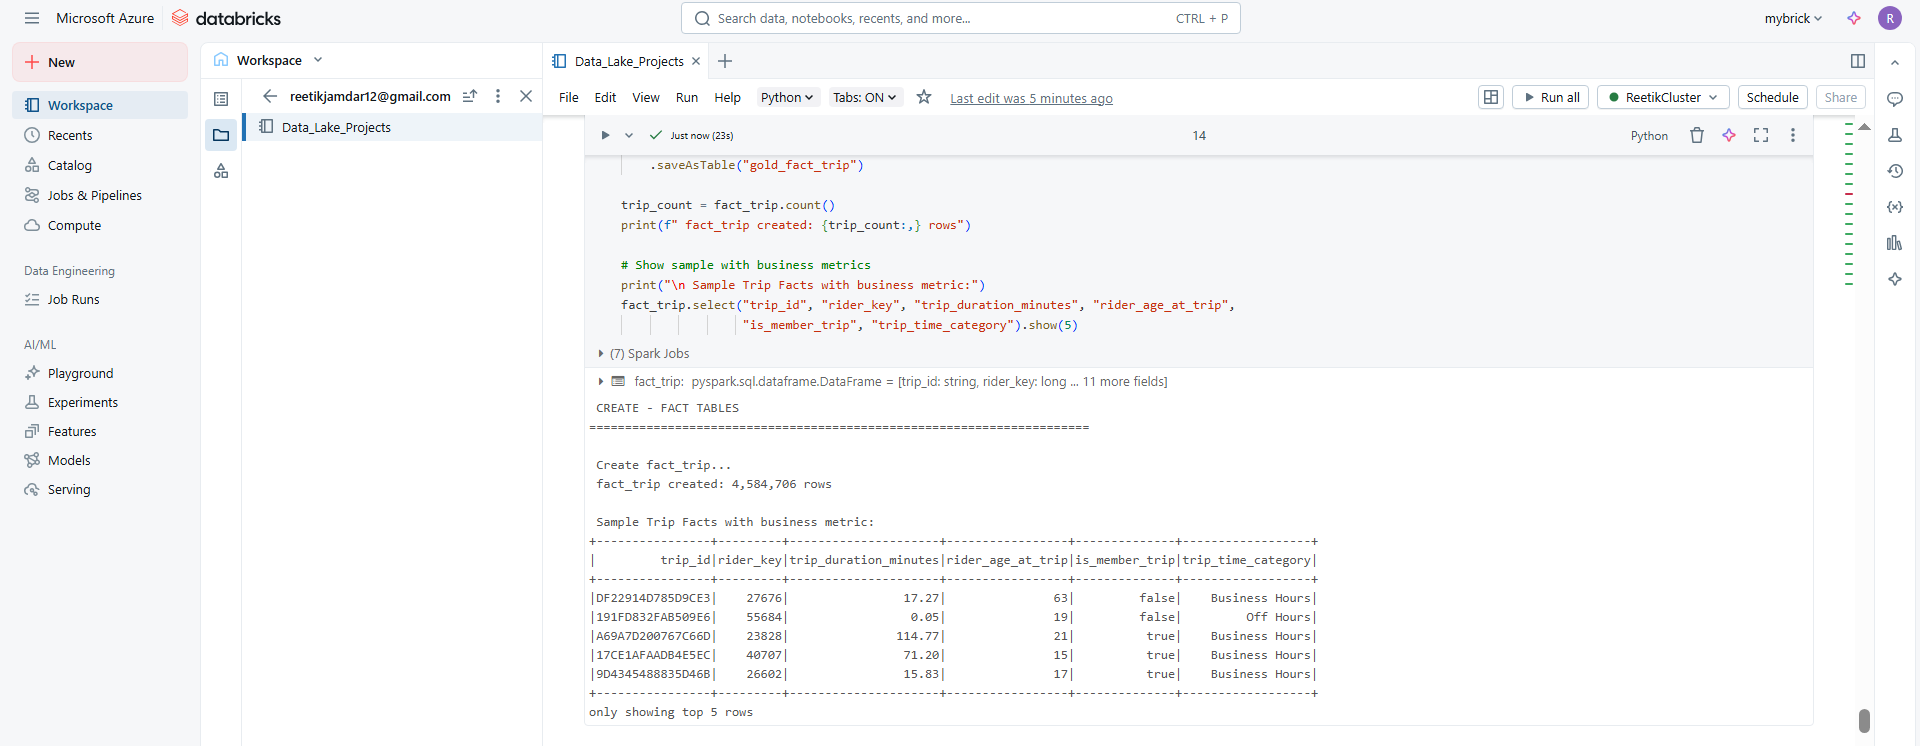 Microsoft Azure databricks
Search data, notebooks, recents, and more... CTRL + P
mybrick
R
New
Workspace
Recents
Catalog
Jobs & Pipelines
Compute
Data Engineering
Job Runs
AI/ML
Playground
Experiments
Features
Models
Serving
Workspace
reetikjamdar12@gmail.com
Data_Lake_Projects
Data_Lake_Projects
File Edit View Run Help Python Tabs: ON Last edit was 5 minutes ago
Run all ReetikCluster Schedule Share
Just now (23s) 14 Python
.saveAsTable("gold_fact_trip")
trip_count = fact_trip.count()
print(f" fact_trip created: {trip_count:,} rows")
# Show sample with business metrics
print("\n Sample Trip Facts with business metric:")
fact_trip.select("trip_id", "rider_key", "trip_duration_minutes", "rider_age_at_trip",
"is_member_trip", "trip_time_category").show(5)
(7) Spark Jobs
fact_trip: pyspark.sql.dataframe.DataFrame = [trip_id: string, rider_key: long ... 11 more fields]
CREATE - FACT TABLES
======================================================================
Create fact_trip...
fact_trip created: 4,584,706 rows
Sample Trip Facts with business metric:
+----------------+---------+---------------------+-----------------+--------------+------------------+
|         trip_id|rider_key|trip_duration_minutes|rider_age_at_trip|is_member_trip|trip_time_category|
+----------------+---------+---------------------+-----------------+--------------+------------------+
|DF22914D785D9CE3|    27676|                17.27|               63|         false|    Business Hours|
|191FD832FAB509E6|    55684|                 0.05|               19|         false|         Off Hours|
|A69A7D200767C66D|    23828|               114.77|               21|          true|    Business Hours|
|17CE1AFAADB4E5EC|    40707|                71.20|               15|          true|    Business Hours|
|9D4345488835D46B|    26602|                15.83|               17|          true|    Business Hours|
+----------------+---------+---------------------+-----------------+--------------+------------------+
only showing top 5 rows